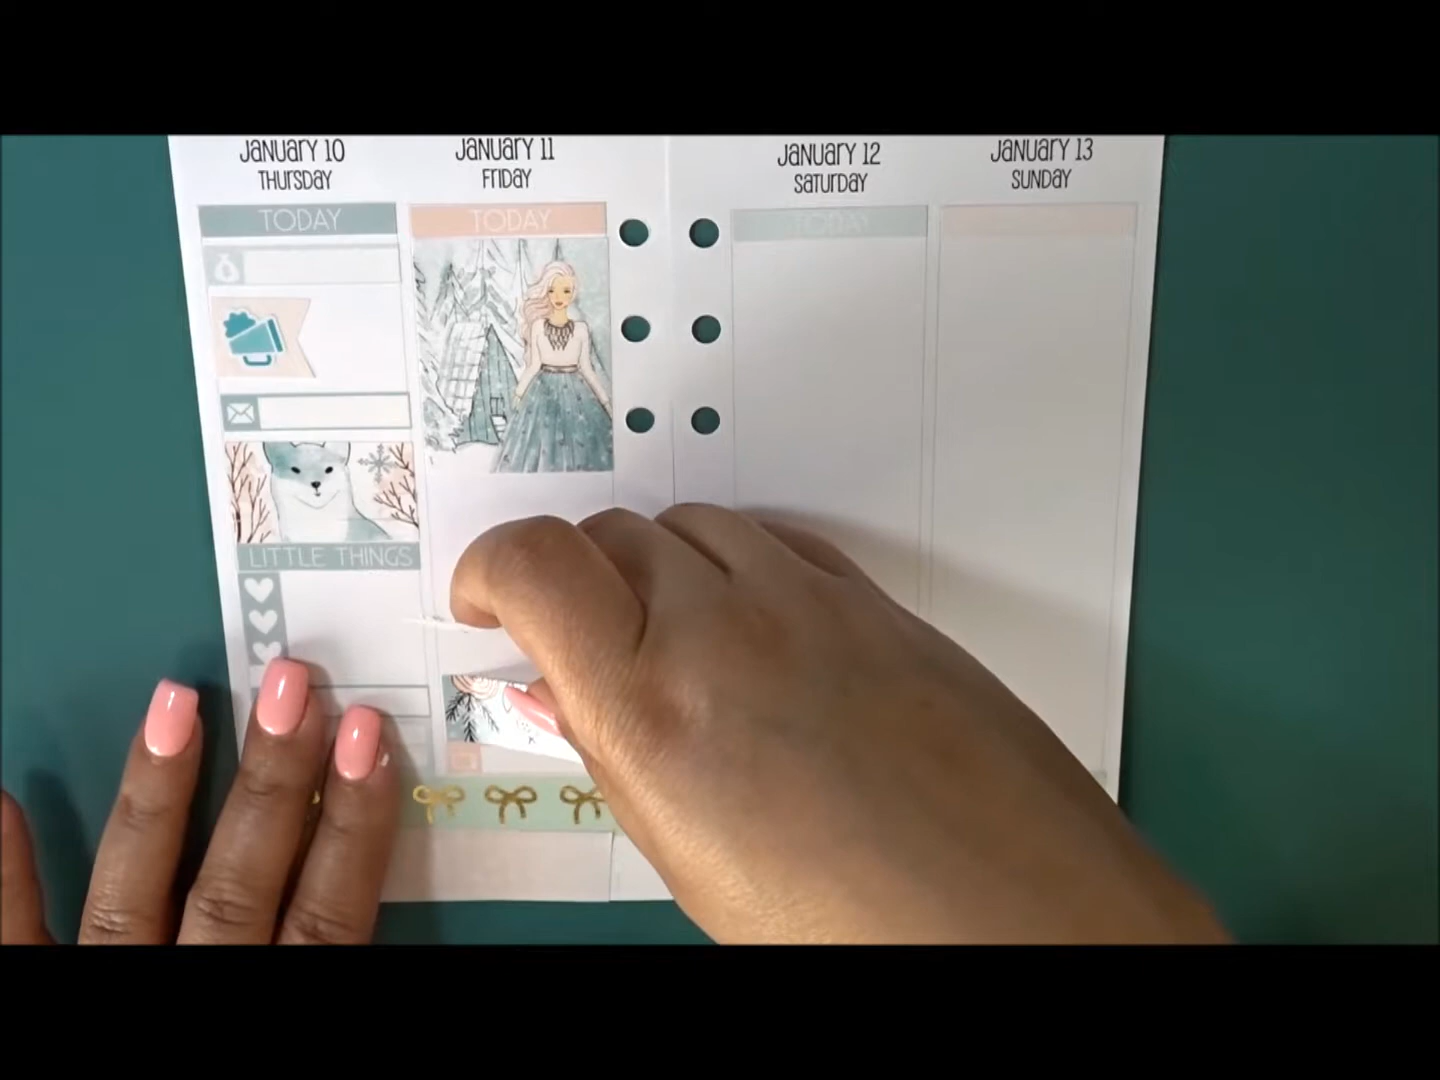 January 10
Thursday
January 11
Friday
January 12
Saturday
January 13
Sunday
TODAY
TODAY
TODAY
LITTLE THINGS